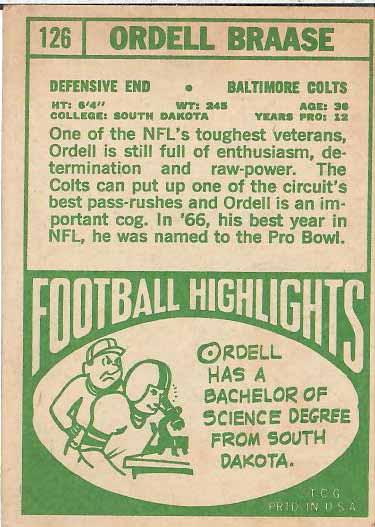 126 ORDELL BRAASE
DEFENSIVE END • BALTIMORE COLTS
HT: 6'4" WT: 245 AGE: 36
COLLEGE: SOUTH DAKOTA YEARS PRO: 12
One of the NFL's toughest veterans,
Ordell is still full of enthusiasm, de-
termination and raw-power. The
Colts can put up one of the circuit's
best pass-rushes and Ordell is an im-
portant cog. In '66, his best year in
NFL, he was named to the Pro Bowl.
FOOTBALL HIGHLIGHTS
ORDELL
HAS A
BACHELOR OF
SCIENCE DEGREE
FROM SOUTH
DAKOTA.
T.C.G
PRTD IN U.S.A